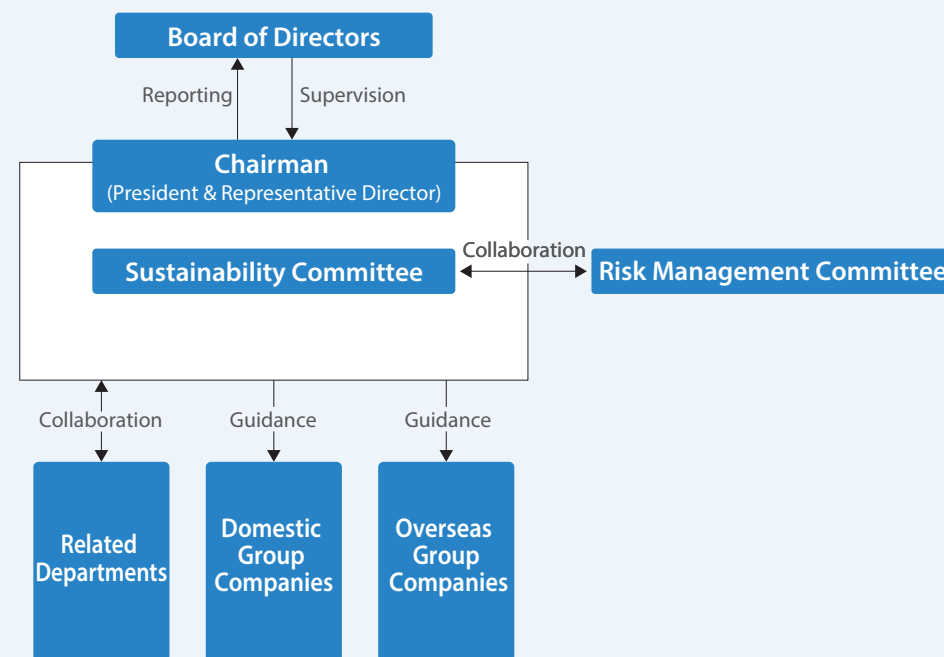 Board of Directors
Reporting
Supervision
Chairman
(President & Representative Director)
Collaboration
Sustainability Committee
Risk Management Committee
Collaboration
Guidance
Guidance
Related
Departments
Domestic
Group
Companies
Overseas
Group
Companies